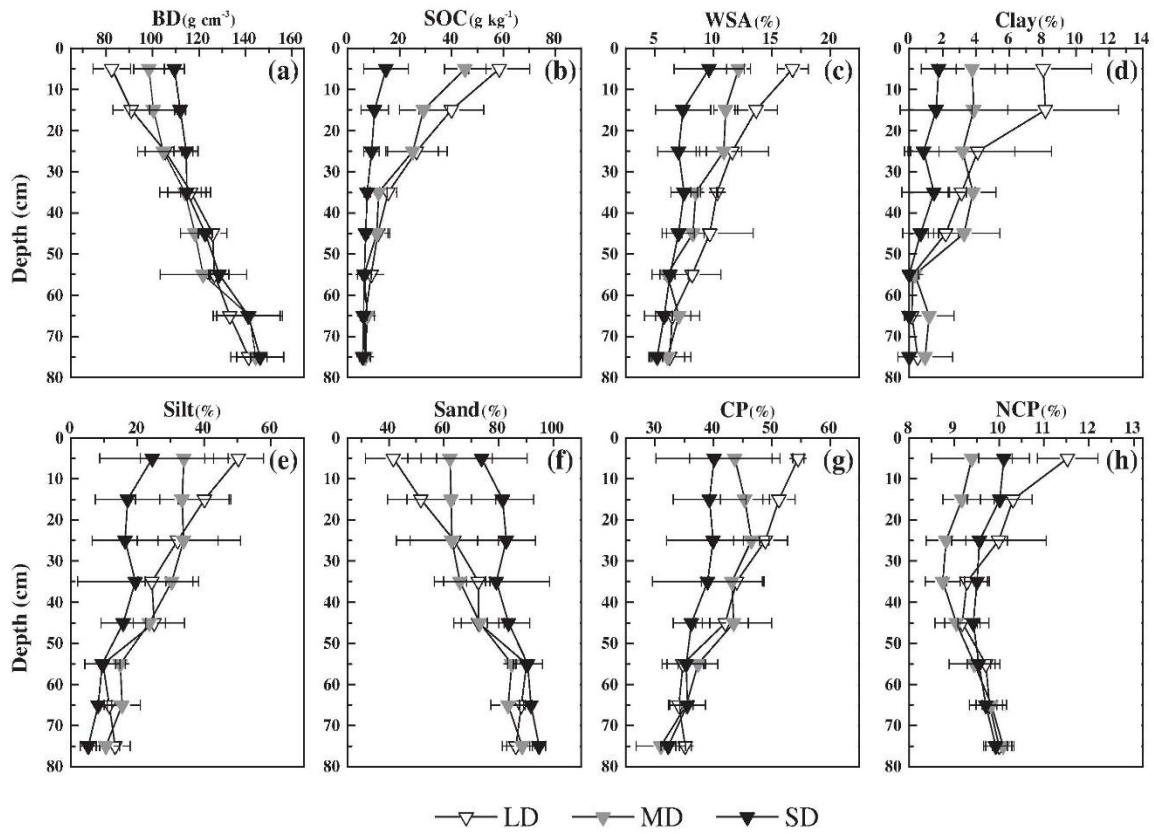 BD(g cm⁻³) SOC(g kg⁻¹) WSA(%) Clay(%)
60 80 100 120 140 160 0 20 40 60 80 5 10 15 20 0 2 4 6 8 10 12 14
0 (a) (b) (c) (d)
10
20
30
40
50
60
70
80
Depth (cm)
Silt(%) Sand(%) CP(%) NCP(%)
0 20 40 60 20 40 60 80 100 30 40 50 60 8 9 10 11 12 13
0 (e) (f) (g) (h)
10
20
30
40
50
60
70
80
Depth (cm)
LD MD SD